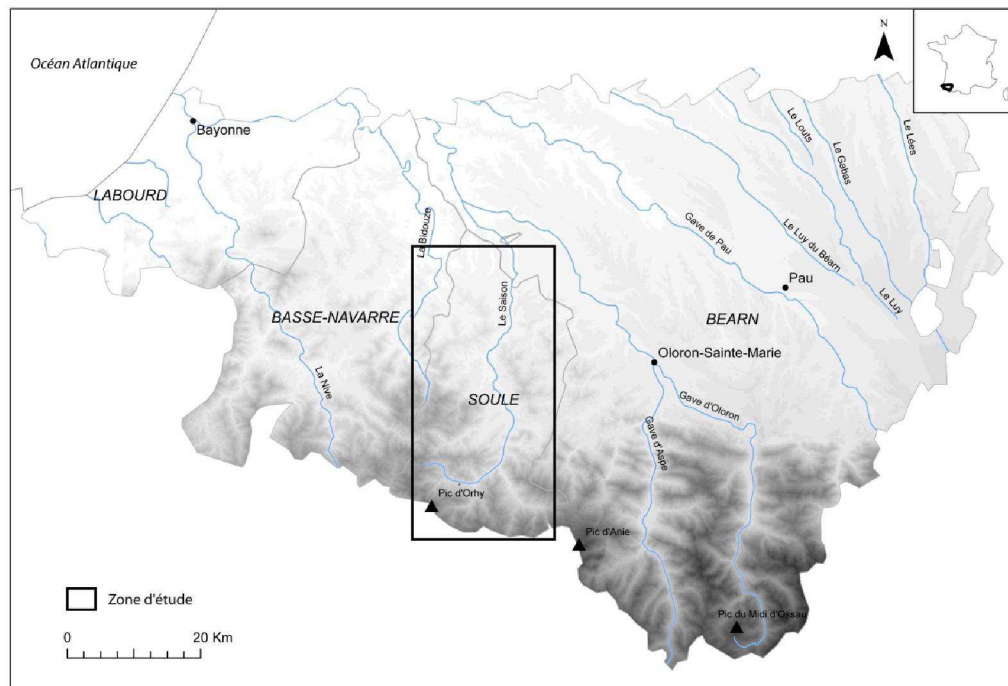 Océan Atlantique
N
Bayonne
LABOURD
Le Louts
Le Gabas
Le Lées
La Bidouze
Gave de Pau
Le Luy du Béarn
Le Luy
Pau
BASSE-NAVARRE
Le Saison
BEARN
Oloron-Sainte-Marie
La Nive
SOULE
Gave d'Oloron
Gave d'Aspe
Pic d'Orhy
Pic d'Anie
Pic du Midi d'Ossau
Zone d'étude
0 20 Km